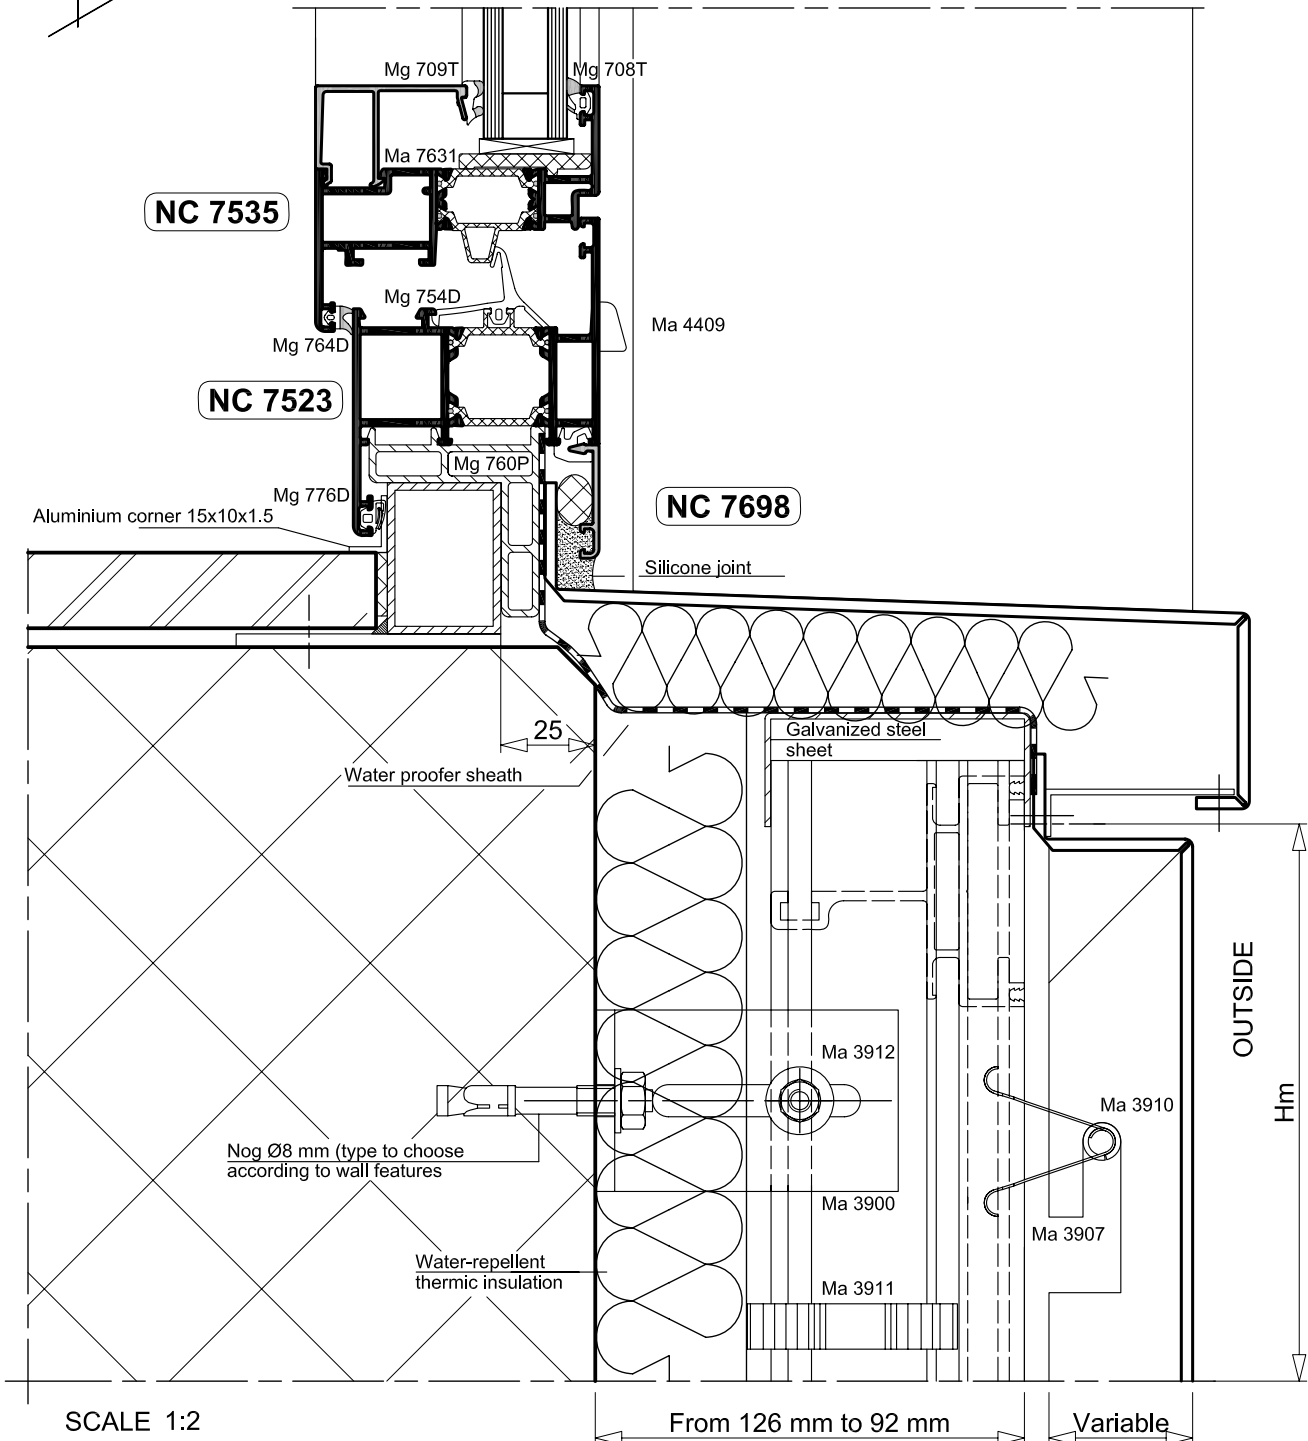 Mg 709T
Mg 708T
Ma 7631
NC 7535
Mg 754D
Ma 4409
Mg 764D
NC 7523
Mg 760P
Mg 776D
NC 7698
Aluminium corner 15x10x1.5
Silicone joint
25
Galvanized steel
sheet
Water proofer sheath
OUTSIDE
Ma 3912
Ma 3910
Hm
Nog Ø8 mm (type to choose
according to wall features
Ma 3900
Ma 3907
Water-repellent
thermic insulation
Ma 3911
SCALE 1:2
From 126 mm to 92 mm
Variable